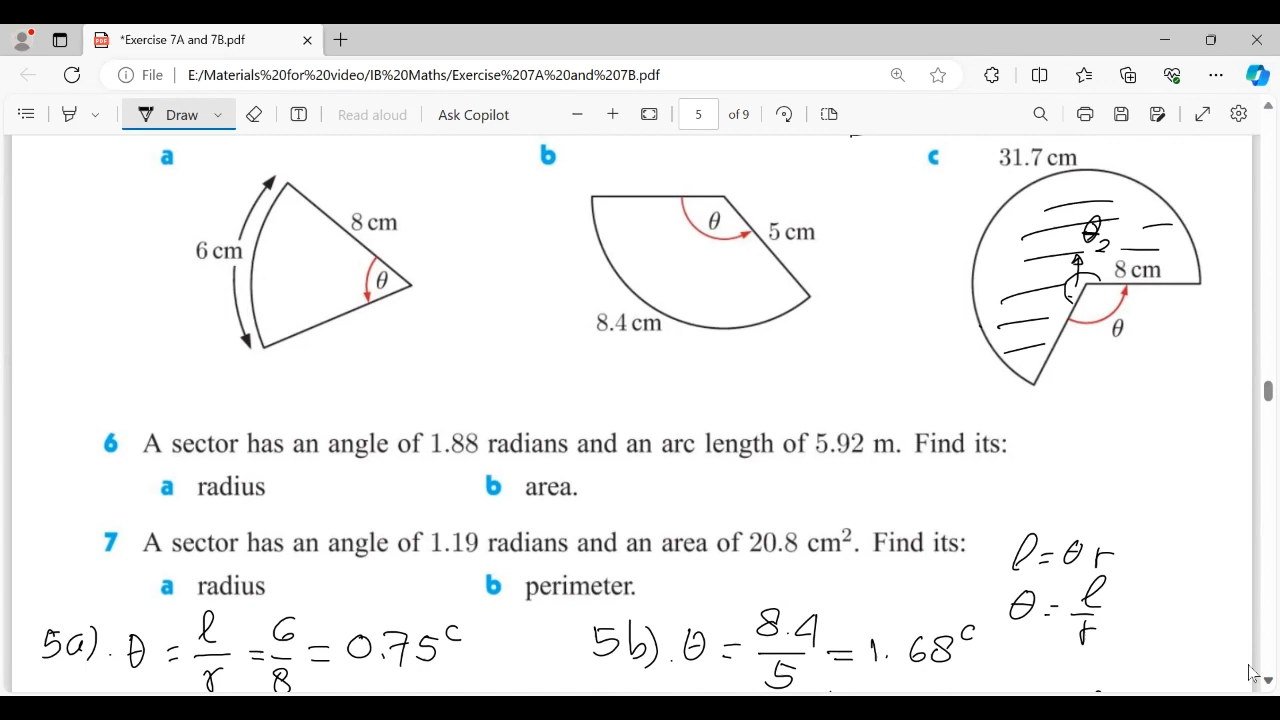 *Exercise 7A and 7B.pdf
File E:/Materials%20for%20video/IB%20Maths/Exercise%207A%20and%207B.pdf
Draw Read aloud Ask Copilot 5 of 9
a b c
31.7 cm
8 cm
6 cm
θ
θ
5 cm
8.4 cm
θ₂
8 cm
θ
6 A sector has an angle of 1.88 radians and an arc length of 5.92 m. Find its:
a radius b area.
7 A sector has an angle of 1.19 radians and an area of 20.8 cm². Find its:
a radius b perimeter.
l = θ r
θ = l/r
5a). θ = l/r = 6/8 = 0.75ᶜ
5b). θ = 8.4/5 = 1.68ᶜ